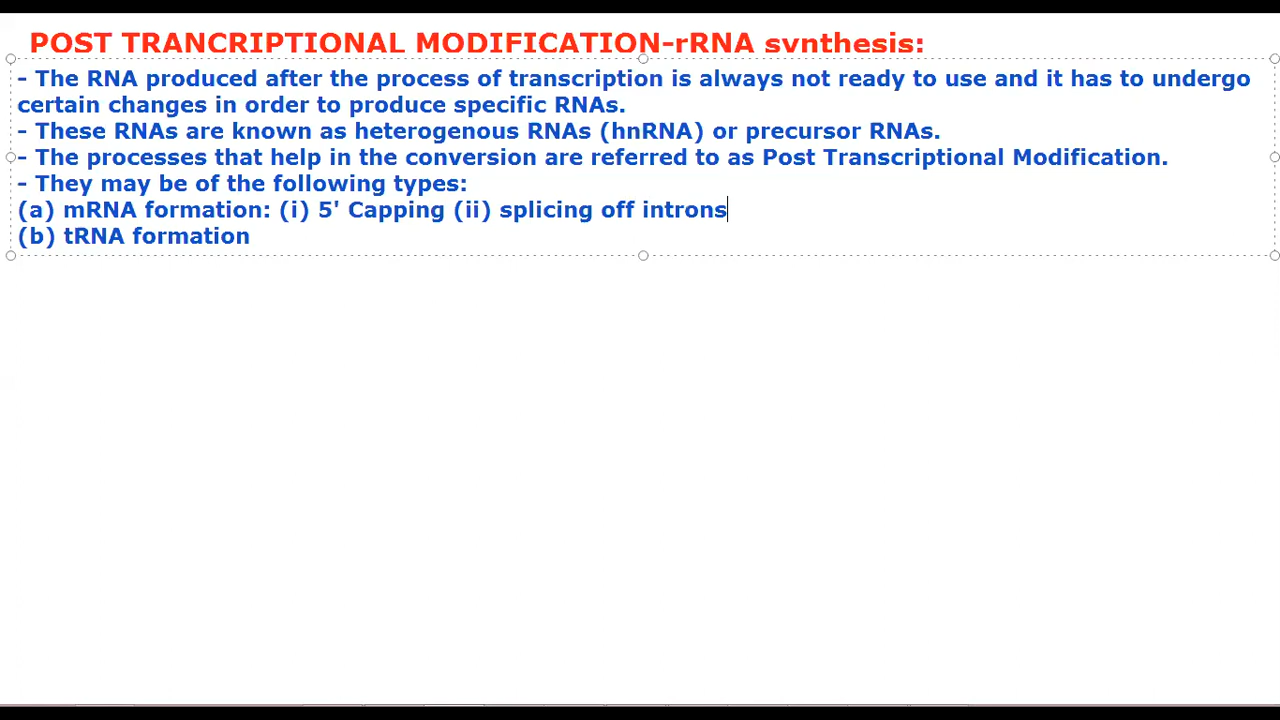 POST TRANCRIPTIONAL MODIFICATION-rRNA synthesis:
- The RNA produced after the process of transcription is always not ready to use and it has to undergo
certain changes in order to produce specific RNAs.
- These RNAs are known as heterogenous RNAs (hnRNA) or precursor RNAs.
- The processes that help in the conversion are referred to as Post Transcriptional Modification.
- They may be of the following types:
(a) mRNA formation: (i) 5' Capping (ii) splicing off introns
(b) tRNA formation